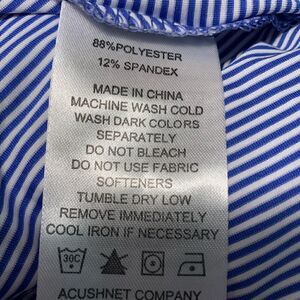 88%POLYESTER
12% SPANDEX
MADE IN CHINA
MACHINE WASH COLD
WASH DARK COLORS
SEPARATELY
DO NOT BLEACH
DO NOT USE FABRIC
SOFTENERS
TUMBLE DRY LOW
REMOVE IMMEDIATELY
COOL IRON IF NECESSARY
30C
ACUSHNET COMPANY